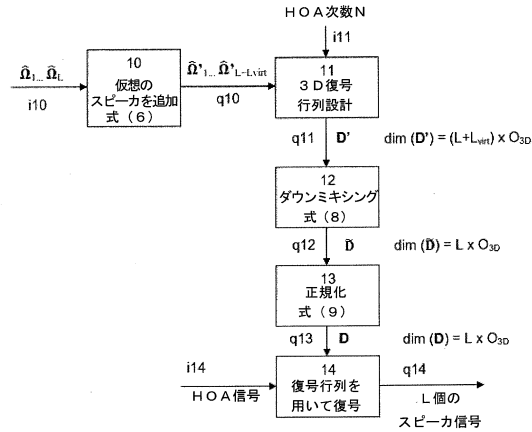 HOA次数N
i11
Ω̂1... Ω̂L
i10
10
仮想の
スピーカを追加
式(6)
Ω̂'1... Ω̂'L+Lvirt
q10
11
3D復号
行列設計
q11 D' dim (D') = (L+Lvirt) x O3D
12
ダウンミキシング
式(8)
q12 D̃ dim (D̃) = L x O3D
13
正規化
式(9)
q13 D dim (D) = L x O3D
i14
HOA信号
14
復号行列を
用いて復号
q14
L個の
スピーカ信号